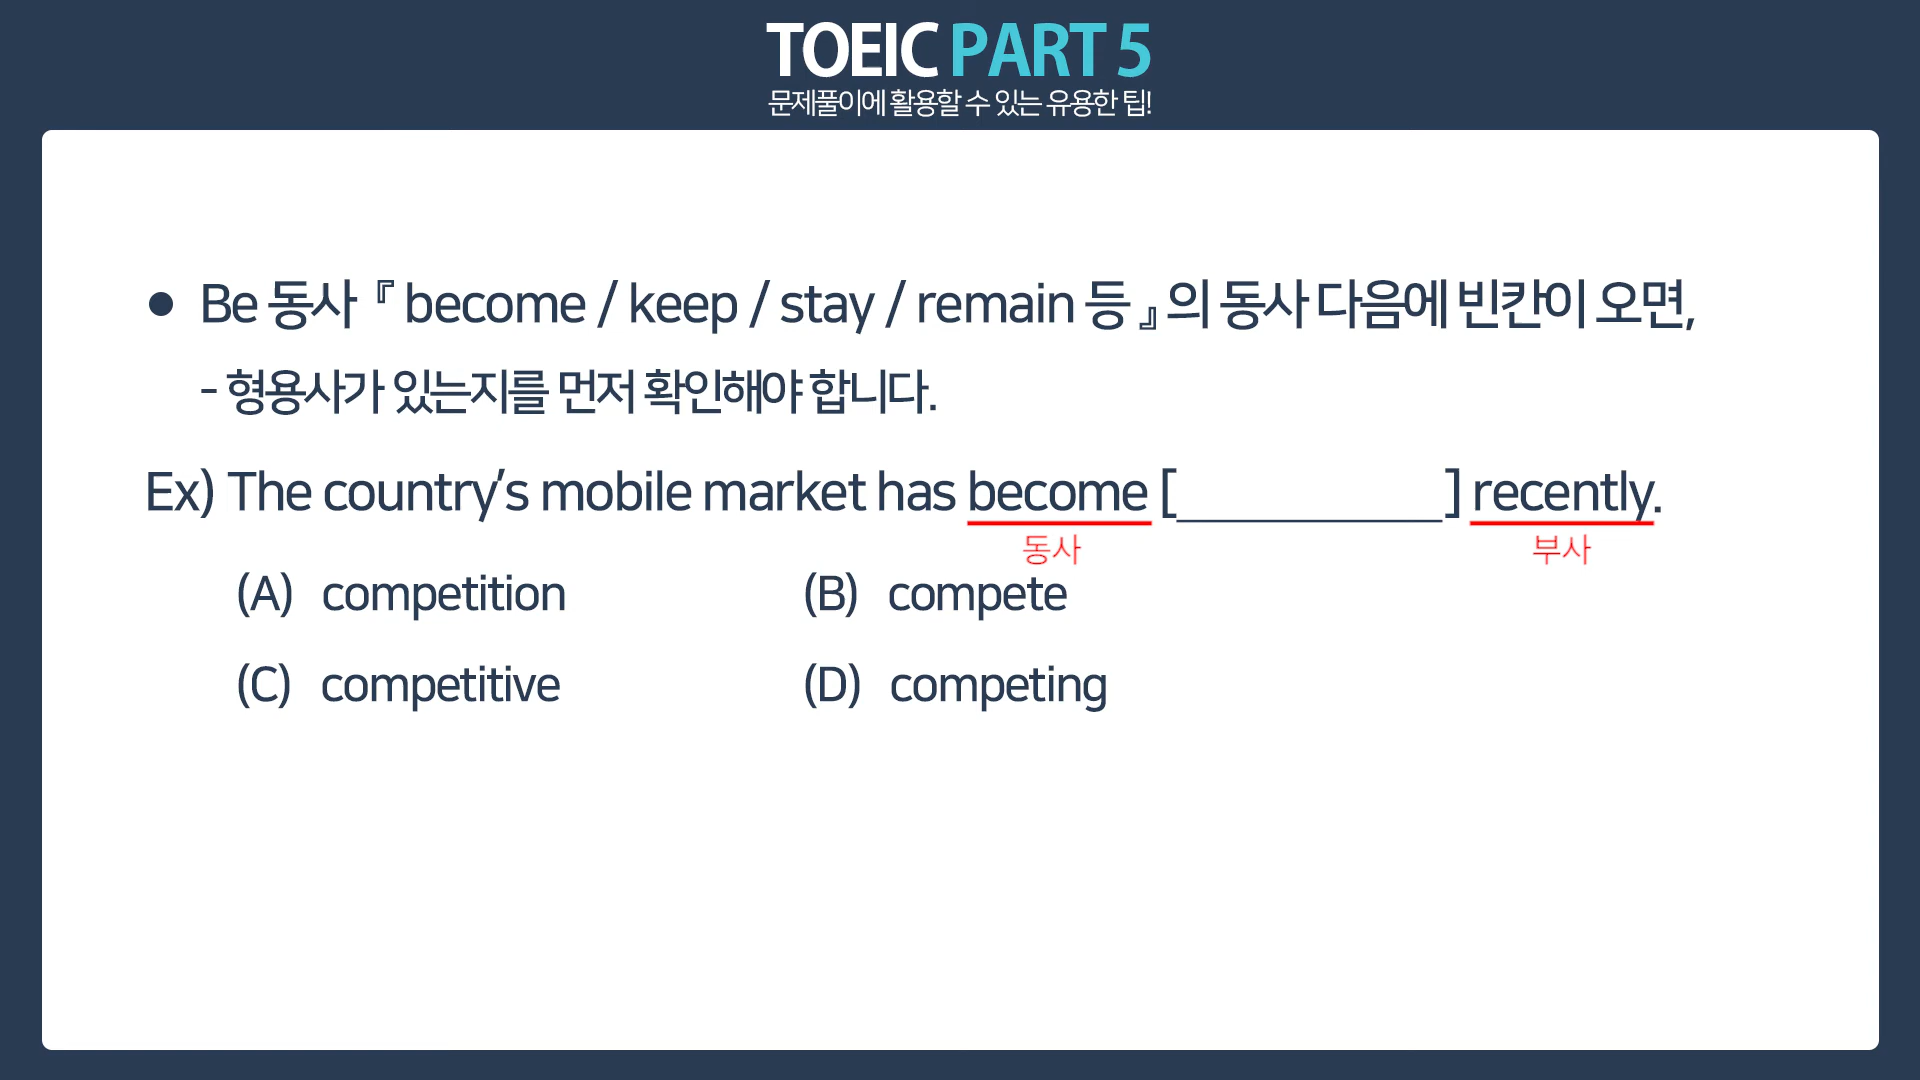 TOEIC PART 5
문제풀이에 활용할 수 있는 유용한 팁!
● Be 동사 『 become / keep / stay / remain 등 』의 동사 다음에 빈칸이 오면,
- 형용사가 있는지를 먼저 확인해야 합니다.
Ex) The country’s mobile market has become [__________] recently.
동사 부사
(A) competition (B) compete
(C) competitive (D) competing